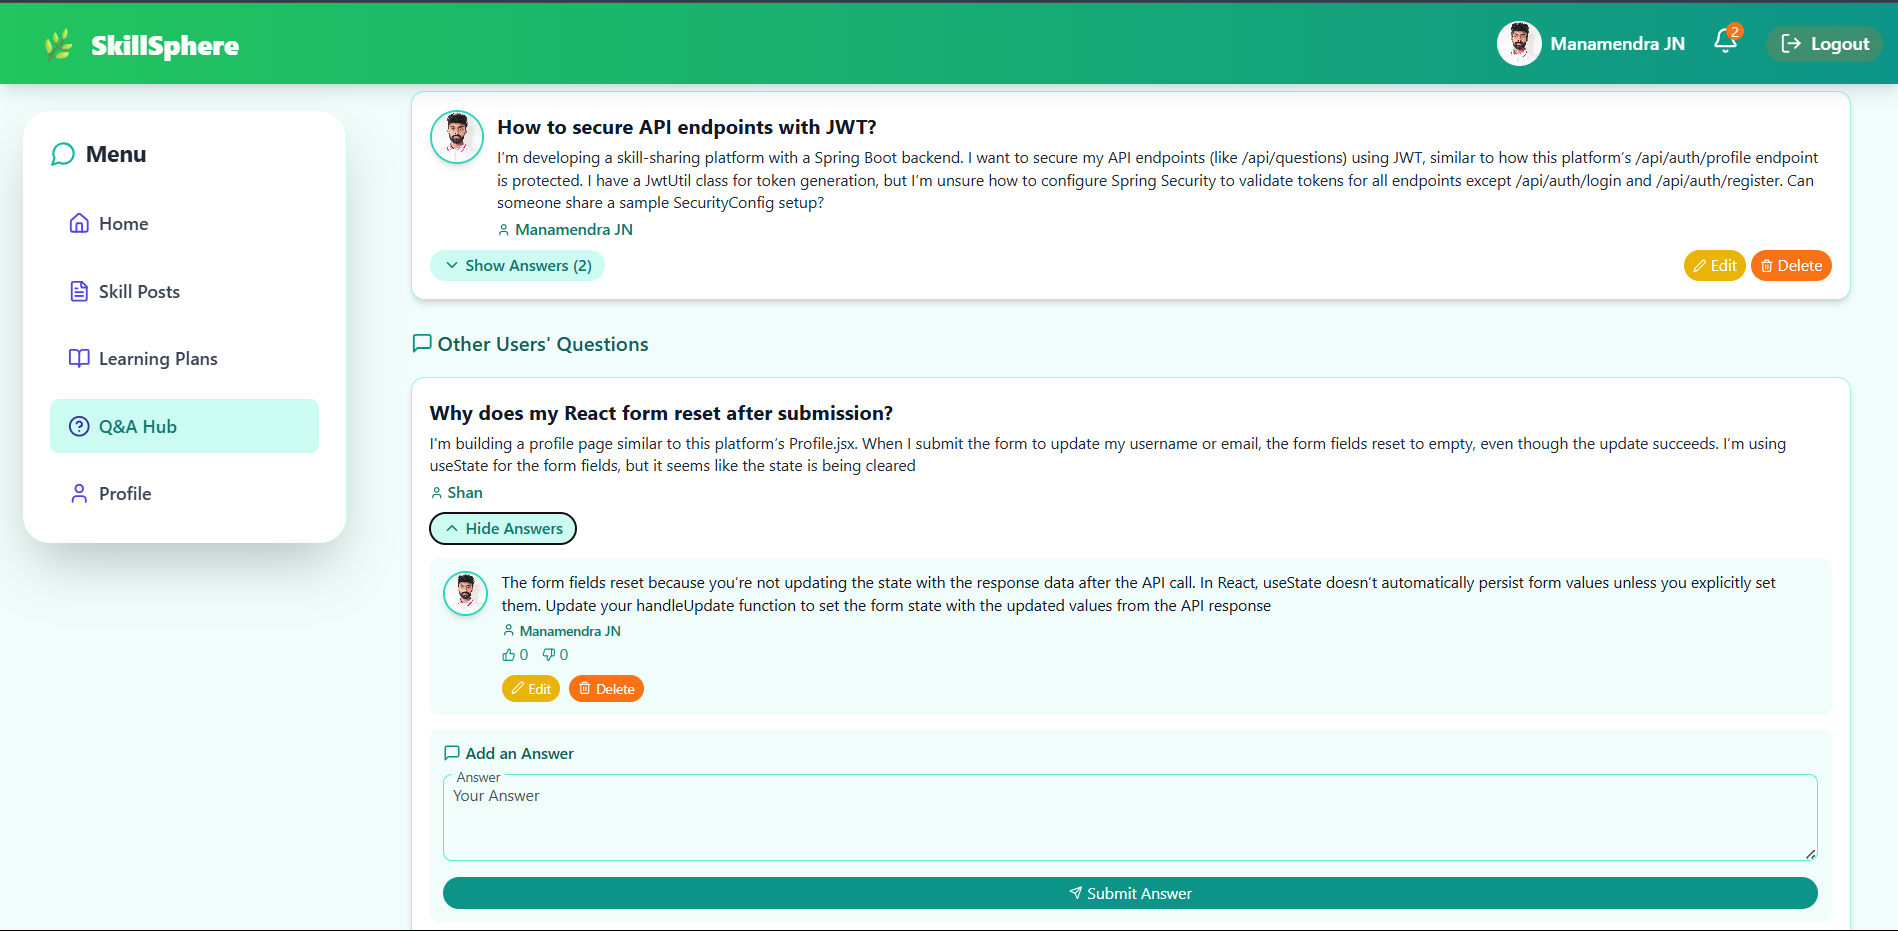 SkillSphere
Manamendra JN
2
Logout
Menu
Home
Skill Posts
Learning Plans
Q&A Hub
Profile
How to secure API endpoints with JWT?
I’m developing a skill-sharing platform with a Spring Boot backend. I want to secure my API endpoints (like /api/questions) using JWT, similar to how this platform’s /api/auth/profile endpoint
is protected. I have a JwtUtil class for token generation, but I’m unsure how to configure Spring Security to validate tokens for all endpoints except /api/auth/login and /api/auth/register. Can
someone share a sample SecurityConfig setup?
Manamendra JN
Show Answers (2)
Edit
Delete
Other Users' Questions
Why does my React form reset after submission?
I'm building a profile page similar to this platform’s Profile.jsx. When I submit the form to update my username or email, the form fields reset to empty, even though the update succeeds. I’m using
useState for the form fields, but it seems like the state is being cleared
Shan
Hide Answers
The form fields reset because you’re not updating the state with the response data after the API call. In React, useState doesn’t automatically persist form values unless you explicitly set
them. Update your handleUpdate function to set the form state with the updated values from the API response
Manamendra JN
0 0
Edit
Delete
Add an Answer
Answer
Your Answer
Submit Answer